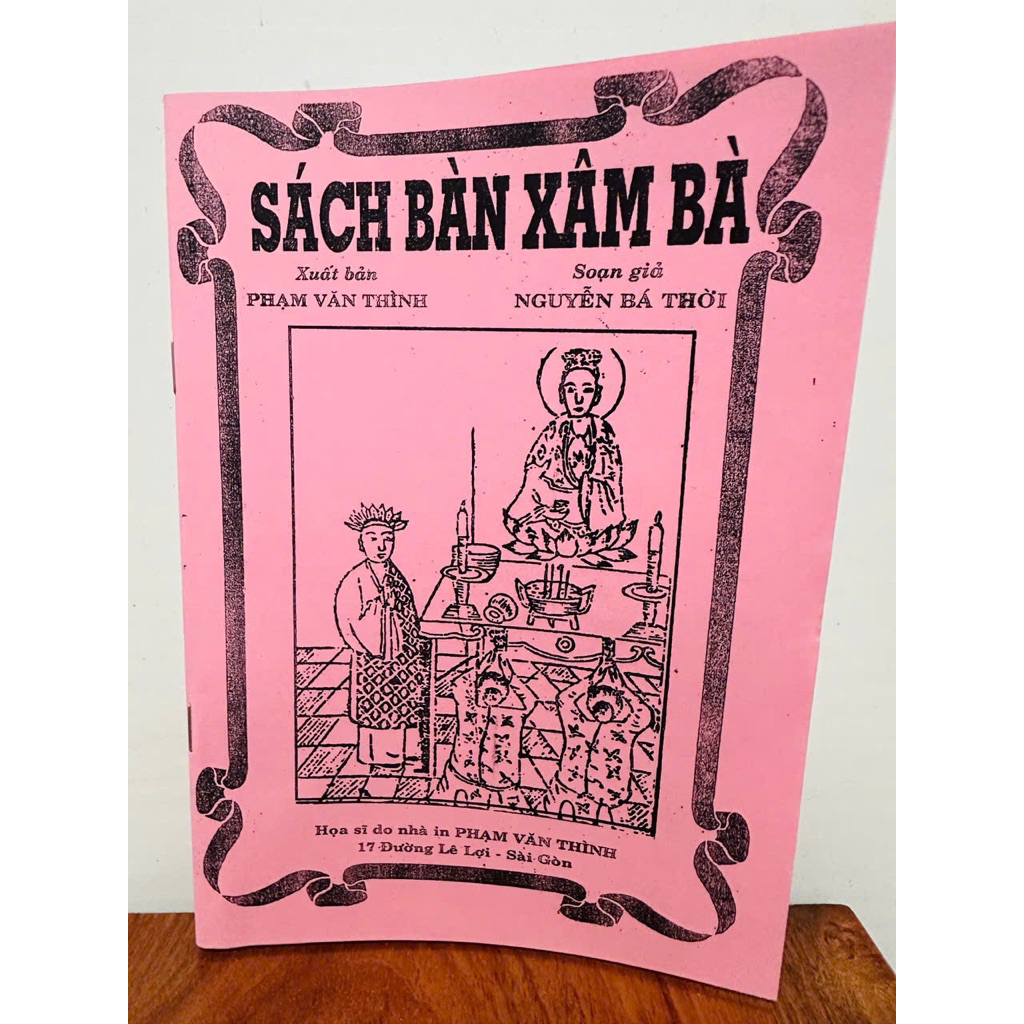 SÁCH BÀN XÂM BÀ
Xuất bản
PHẠM VĂN THÌNH
Soạn giả
NGUYỄN BÁ THỜI
Họa sĩ do nhà in PHẠM VĂN THÌNH
17 Đường Lê Lợi - Sài Gòn